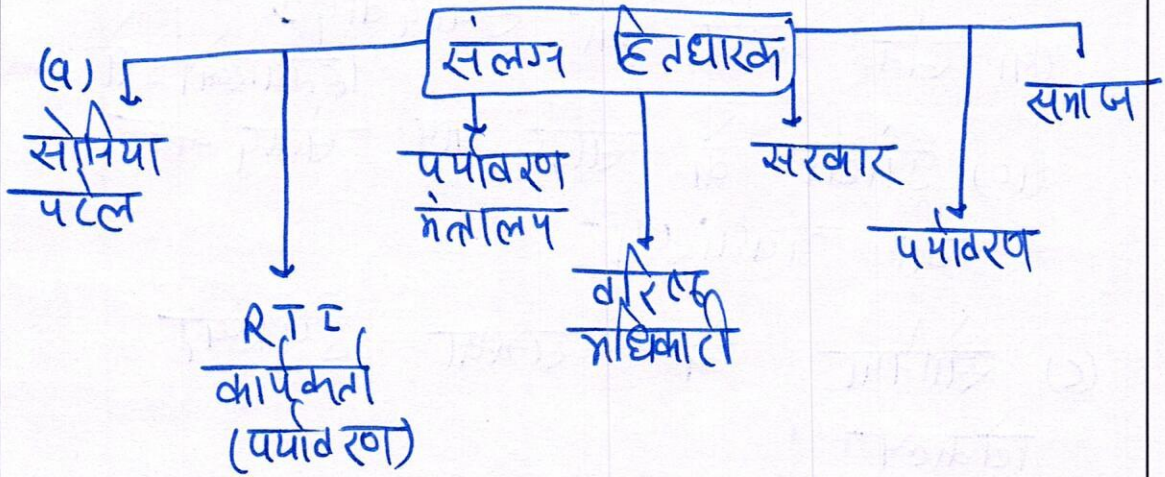 (a)
संलग्न हितधारक
सोनिया
पटेल
RTI
कार्यकर्ता
(पर्यावरण)
पर्यावरण
मंत्रालय
वरिष्ठ
अधिकारी
सरकार
पर्यावरण
समाज